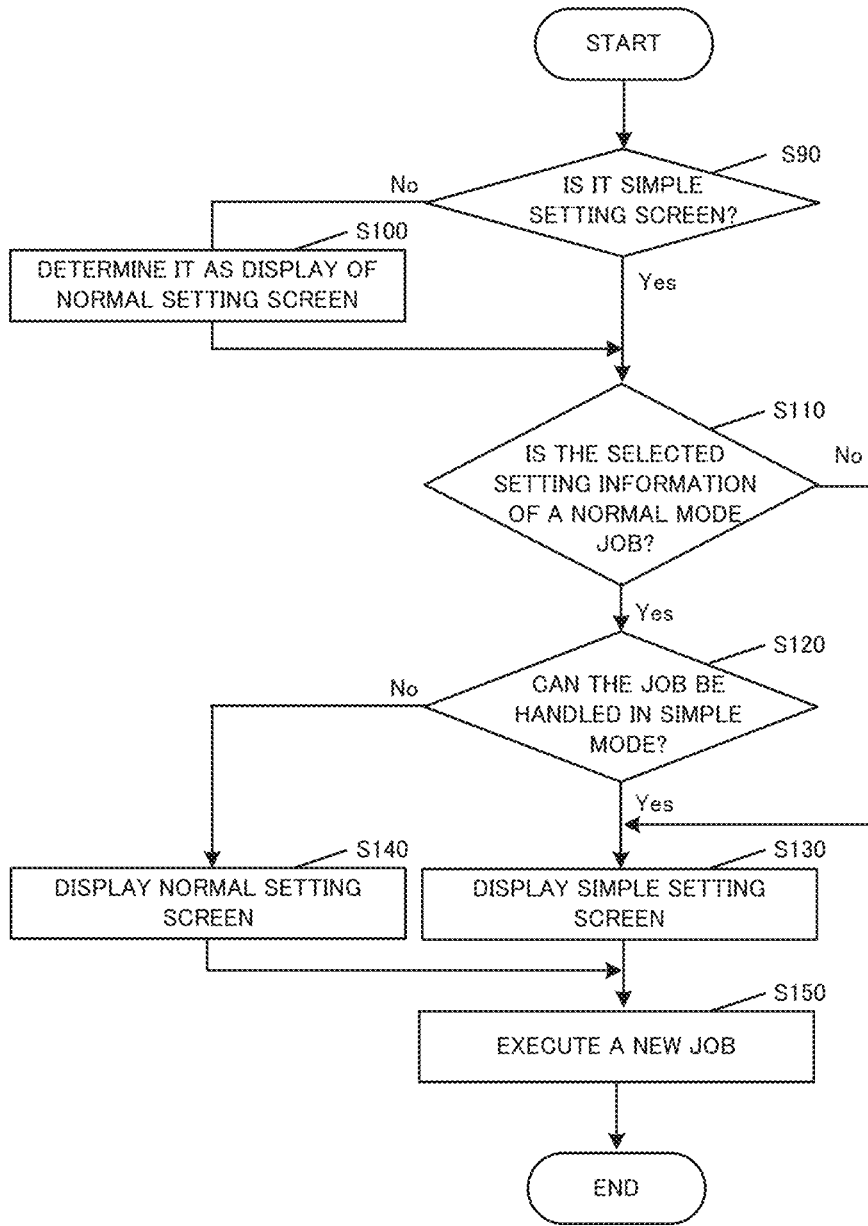 START
S90
IS IT SIMPLE
SETTING SCREEN?
No
S100
DETERMINE IT AS DISPLAY OF
NORMAL SETTING SCREEN
Yes
S110
IS THE SELECTED
SETTING INFORMATION
OF A NORMAL MODE
JOB?
No
Yes
S120
CAN THE JOB BE
HANDLED IN SIMPLE
MODE?
No
Yes
S140
DISPLAY NORMAL SETTING
SCREEN
S130
DISPLAY SIMPLE SETTING
SCREEN
S150
EXECUTE A NEW JOB
END